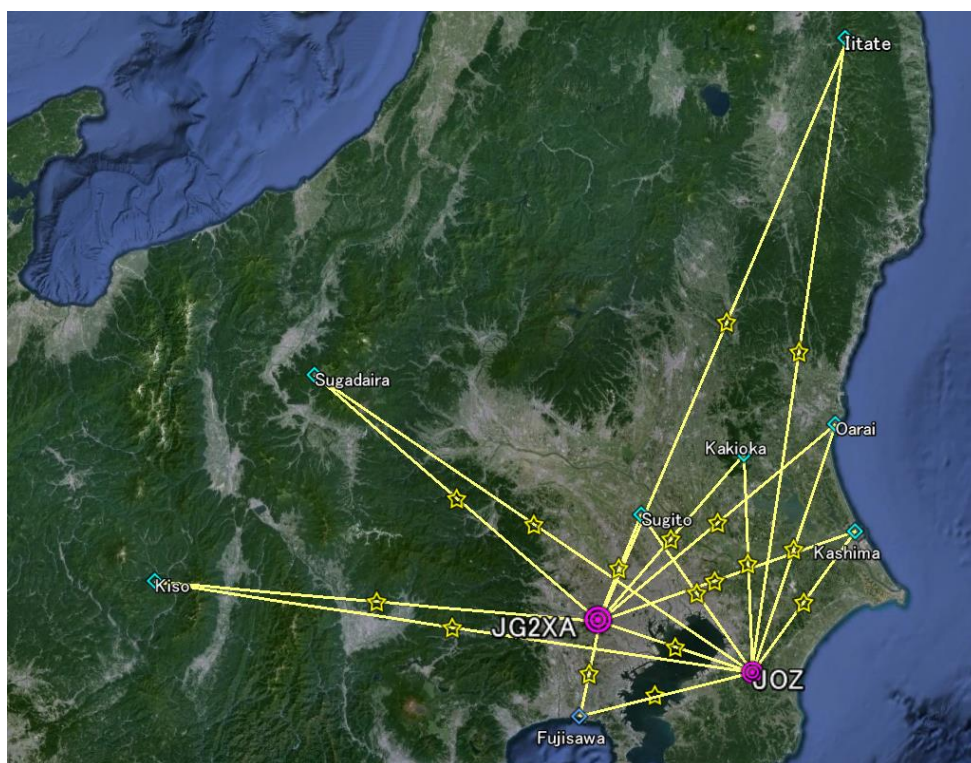 Iitate
Sugadaira
Oarai
Kakioka
Sugito
Kashima
Kiso
JG2XA
JOZ
Fujisawa